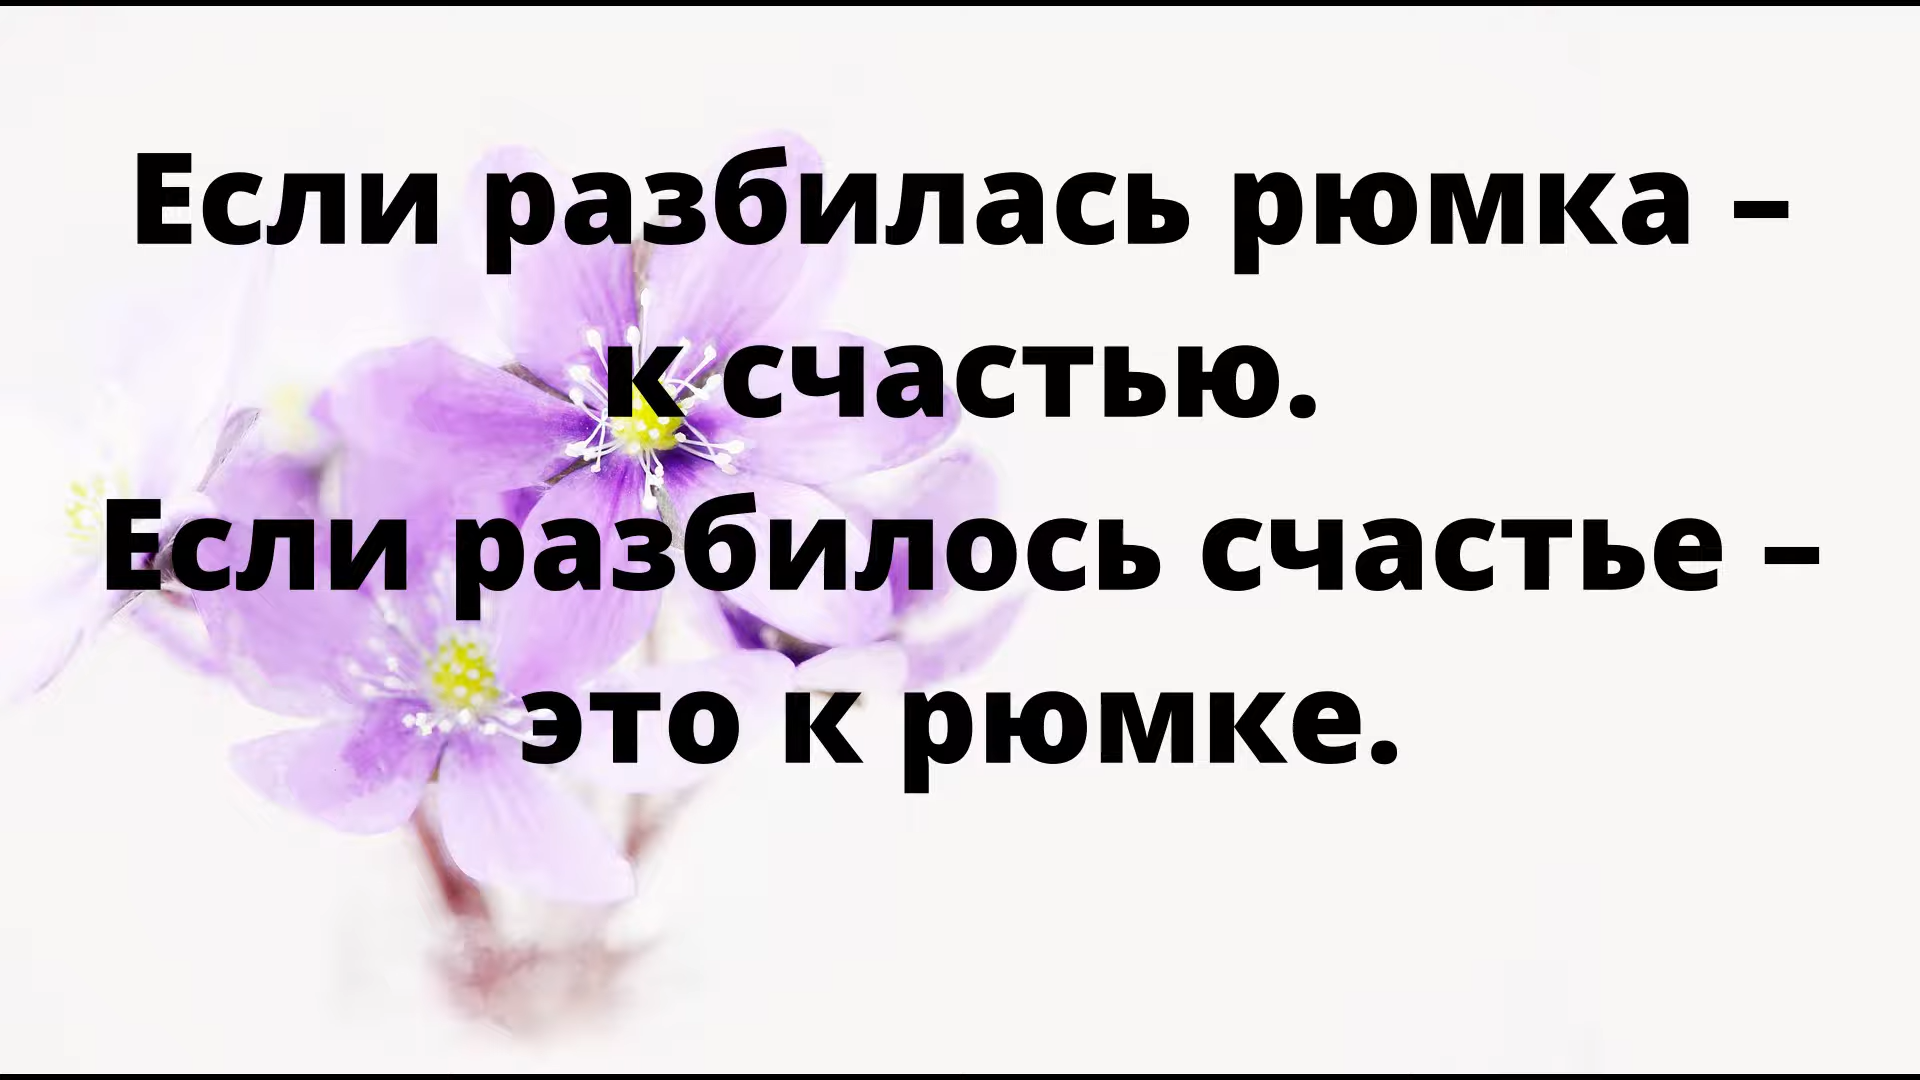 Если разбилась рюмка –
к счастью.
Если разбилось счастье –
это к рюмке.